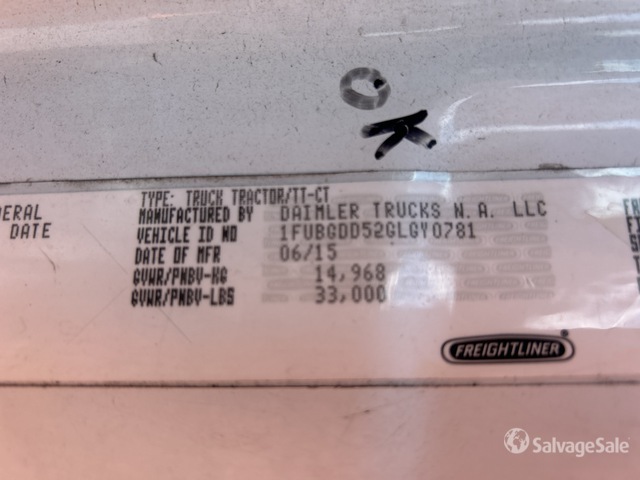 OK
TYPE: TRUCK TRACTOR/TT-CT
MANUFACTURED BY DAIMLER TRUCKS N.A. LLC
VEHICLE ID NO 1FUBGDD52GLGY0781
DATE OF MFR 06/15
GVWR/PNBV-KG 14,968
GVWR/PNBV-LBS 33,000
DERAL
DATE
FREIGHTLINER
SalvageSale